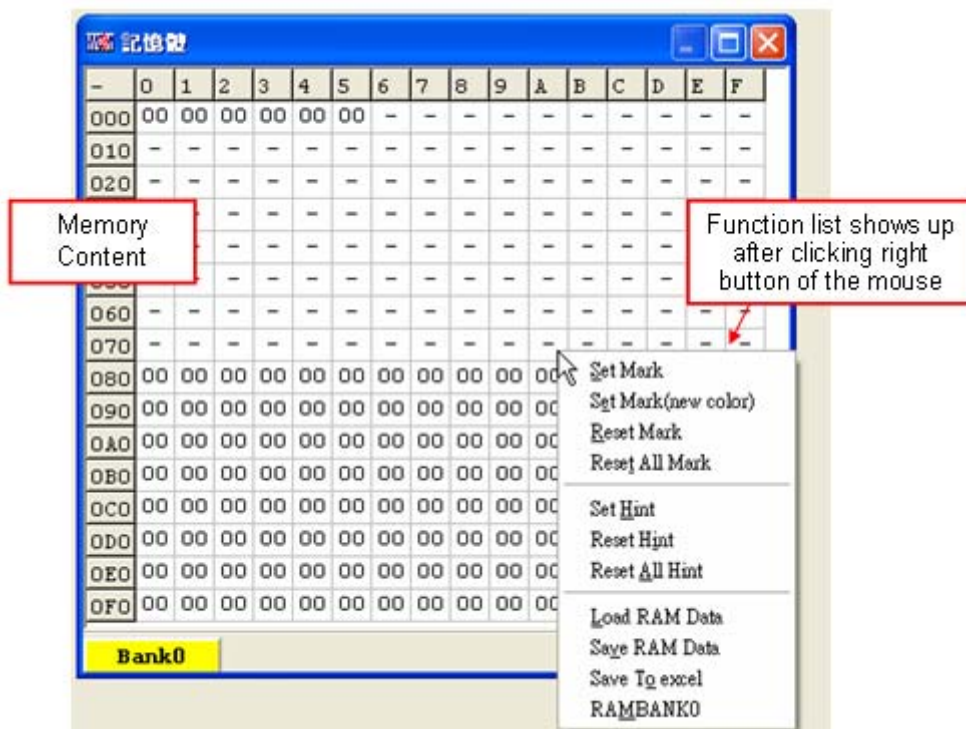 記憶體
- 0 1 2 3 4 5 6 7 8 9 A B C D E F
000 00 00 00 00 00 00 - - - - - - - - - -
010 - - - - - - - - - - - - - - - -
020 - - - - - - - - - - - - - - - -
Memory
Content
- - - - - - - - - - - - -
- - - - - - - - - - - - -
- - - - - - - - - - - - -
Function list shows up
after clicking right
button of the mouse
060 - - - - - - - - - - - - - - - -
070 - - - - - - - - - - - - - - - -
080 00 00 00 00 00 00 00 00 00 00
090 00 00 00 00 00 00 00 00 00 00
0A0 00 00 00 00 00 00 00 00 00 00
0B0 00 00 00 00 00 00 00 00 00 00
0C0 00 00 00 00 00 00 00 00 00 00
0D0 00 00 00 00 00 00 00 00 00 00
0E0 00 00 00 00 00 00 00 00 00 00
0F0 00 00 00 00 00 00 00 00 00 00
Set Mark
Set Mark(new color)
Reset Mark
Reset All Mark
Set Hint
Reset Hint
Reset All Hint
Load RAM Data
Save RAM Data
Save To excel
RAMBANK0
Bank0